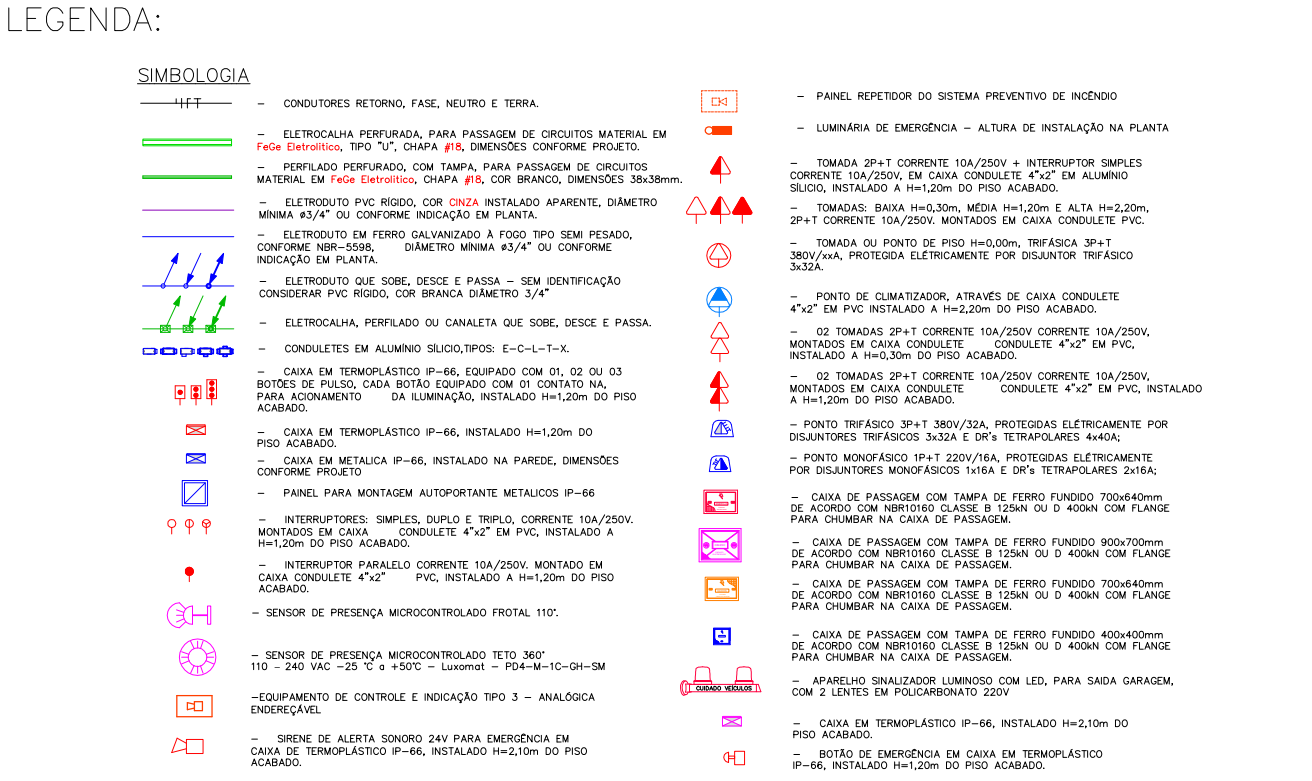 LEGENDA:
SIMBOLOGIA
– CONDUTORES RETORNO, FASE, NEUTRO E TERRA.
– ELETROCALHA PERFURADA, PARA PASSAGEM DE CIRCUITOS MATERIAL EM
FeGe Eletrolitico, TIPO "U", CHAPA #18, DIMENSÕES CONFORME PROJETO.
– PERFILADO PERFURADO, COM TAMPA, PARA PASSAGEM DE CIRCUITOS
MATERIAL EM FeGe Eletrolitico, CHAPA #18, COR BRANCO, DIMENSÕES 38x38mm.
– ELETRODUTO PVC RÍGIDO, COR CINZA INSTALADO APARENTE, DIÂMETRO
MÍNIMA ø3/4" OU CONFORME INDICAÇÃO EM PLANTA.
– ELETRODUTO EM FERRO GALVANIZADO À FOGO TIPO SEMI PESADO,
CONFORME NBR–5598, DIÂMETRO MÍNIMA ø3/4" OU CONFORME
INDICAÇÃO EM PLANTA.
– ELETRODUTO QUE SOBE, DESCE E PASSA – SEM IDENTIFICAÇÃO
CONSIDERAR PVC RÍGIDO, COR BRANCA DIÂMETRO 3/4"
– ELETROCALHA, PERFILADO OU CANALETA QUE SOBE, DESCE E PASSA.
– CONDULETES EM ALUMÍNIO SÍLICIO,TIPOS: E–C–L–T–X.
– CAIXA EM TERMOPLÁSTICO IP–66, EQUIPADO COM 01, 02 OU 03
BOTÕES DE PULSO, CADA BOTÃO EQUIPADO COM 01 CONTATO NA,
PARA ACIONAMENTO DA ILUMINAÇÃO, INSTALADO H=1,20m DO PISO
ACABADO.
– CAIXA EM TERMOPLÁSTICO IP–66, INSTALADO H=1,20m DO
PISO ACABADO.
– CAIXA EM METALICA IP–66, INSTALADO NA PAREDE, DIMENSÕES
CONFORME PROJETO
– PAINEL PARA MONTAGEM AUTOPORTANTE METALICOS IP–66
– INTERRUPTORES: SIMPLES, DUPLO E TRIPLO, CORRENTE 10A/250V.
MONTADOS EM CAIXA CONDULETE 4"x2" EM PVC, INSTALADO A
H=1,20m DO PISO ACABADO.
– INTERRUPTOR PARALELO CORRENTE 10A/250V. MONTADO EM
CAIXA CONDULETE 4"x2" PVC, INSTALADO A H=1,20m DO PISO
ACABADO.
– SENSOR DE PRESENÇA MICROCONTROLADO FROTAL 110°.
– SENSOR DE PRESENÇA MICROCONTROLADO TETO 360°
110 – 240 VAC –25 °C a +50°C – Luxomat – PD4–M–1C–GH–SM
–EQUIPAMENTO DE CONTROLE E INDICAÇÃO TIPO 3 – ANALÓGICA
ENDEREÇÁVEL
– SIRENE DE ALERTA SONORO 24V PARA EMERGÊNCIA EM
CAIXA DE TERMOPLÁSTICO IP–66, INSTALADO H=2,10m DO PISO
ACABADO.
– PAINEL REPETIDOR DO SISTEMA PREVENTIVO DE INCÊNDIO
– LUMINÁRIA DE EMERGÊNCIA – ALTURA DE INSTALAÇÃO NA PLANTA
– TOMADA 2P+T CORRENTE 10A/250V + INTERRUPTOR SIMPLES
CORRENTE 10A/250V, EM CAIXA CONDULETE 4"x2" EM ALUMÍNIO
SÍLICIO, INSTALADO A H=1,20m DO PISO ACABADO.
– TOMADAS: BAIXA H=0,30m, MÉDIA H=1,20m E ALTA H=2,20m,
2P+T CORRENTE 10A/250V. MONTADOS EM CAIXA CONDULETE PVC.
– TOMADA OU PONTO DE PISO H=0,00m, TRIFÁSICA 3P+T
380V/xxA, PROTEGIDA ELÉTRICAMENTE POR DISJUNTOR TRIFÁSICO
3x32A.
– PONTO DE CLIMATIZADOR, ATRAVÉS DE CAIXA CONDULETE
4"x2" EM PVC INSTALADO A H=2,20m DO PISO ACABADO.
– 02 TOMADAS 2P+T CORRENTE 10A/250V CORRENTE 10A/250V,
MONTADOS EM CAIXA CONDULETE CONDULETE 4"x2" EM PVC,
INSTALADO A H=0,30m DO PISO ACABADO.
– 02 TOMADAS 2P+T CORRENTE 10A/250V CORRENTE 10A/250V,
MONTADOS EM CAIXA CONDULETE CONDULETE 4"x2" EM PVC, INSTALADO
A H=1,20m DO PISO ACABADO.
– PONTO TRIFÁSICO 3P+T 380V/32A, PROTEGIDAS ELÉTRICAMENTE POR
DISJUNTORES TRIFÁSICOS 3x32A E DR's TETRAPOLARES 4x40A;
– PONTO MONOFÁSICO 1P+T 220V/16A, PROTEGIDAS ELÉTRICAMENTE
POR DISJUNTORES MONOFÁSICOS 1x16A E DR's TETRAPOLARES 2x16A;
– CAIXA DE PASSAGEM COM TAMPA DE FERRO FUNDIDO 700x640mm
DE ACORDO COM NBR10160 CLASSE B 125kN OU D 400kN COM FLANGE
PARA CHUMBAR NA CAIXA DE PASSAGEM.
– CAIXA DE PASSAGEM COM TAMPA DE FERRO FUNDIDO 900x700mm
DE ACORDO COM NBR10160 CLASSE B 125kN OU D 400kN COM FLANGE
PARA CHUMBAR NA CAIXA DE PASSAGEM.
– CAIXA DE PASSAGEM COM TAMPA DE FERRO FUNDIDO 700x640mm
DE ACORDO COM NBR10160 CLASSE B 125kN OU D 400kN COM FLANGE
PARA CHUMBAR NA CAIXA DE PASSAGEM.
– CAIXA DE PASSAGEM COM TAMPA DE FERRO FUNDIDO 400x400mm
DE ACORDO COM NBR10160 CLASSE B 125kN OU D 400kN COM FLANGE
PARA CHUMBAR NA CAIXA DE PASSAGEM.
CUIDADO VEÍCULOS
– APARELHO SINALIZADOR LUMINOSO COM LED, PARA SAIDA GARAGEM,
COM 2 LENTES EM POLICARBONATO 220V
– CAIXA EM TERMOPLÁSTICO IP–66, INSTALADO H=2,10m DO
PISO ACABADO.
– BOTÃO DE EMERGÊNCIA EM CAIXA EM TERMOPLÁSTICO
IP–66, INSTALADO H=1,20m DO PISO ACABADO.